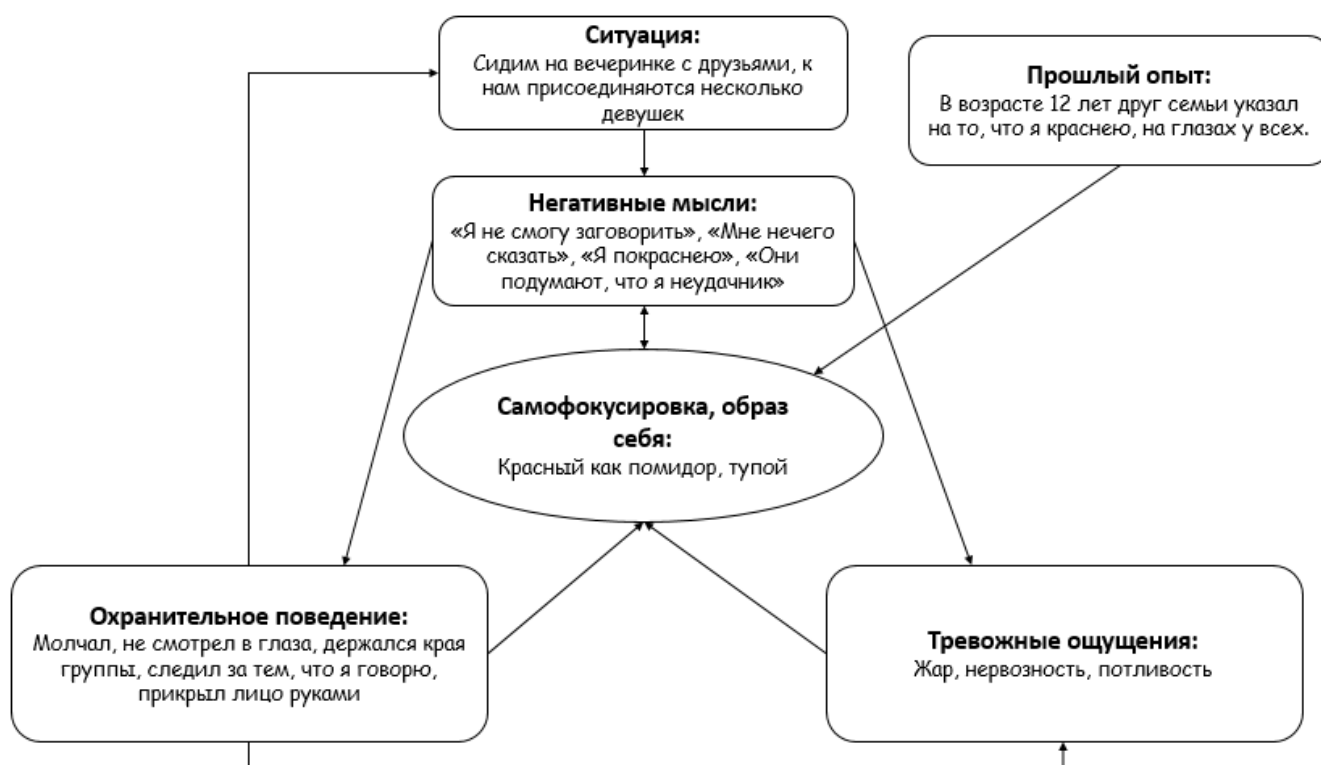 Ситуация:
Сидим на вечеринке с друзьями, к
нам присоединяются несколько
девушек
Прошлый опыт:
В возрасте 12 лет друг семьи указал
на то, что я краснею, на глазах у всех.
Негативные мысли:
«Я не смогу заговорить», «Мне нечего
сказать», «Я покраснею», «Они
подумают, что я неудачник»
Самофокусировка, образ
себя:
Красный как помидор, тупой
Охранительное поведение:
Молчал, не смотрел в глаза, держался края
группы, следил за тем, что я говорю,
прикрыл лицо руками
Тревожные ощущения:
Жар, нервозность, потливость